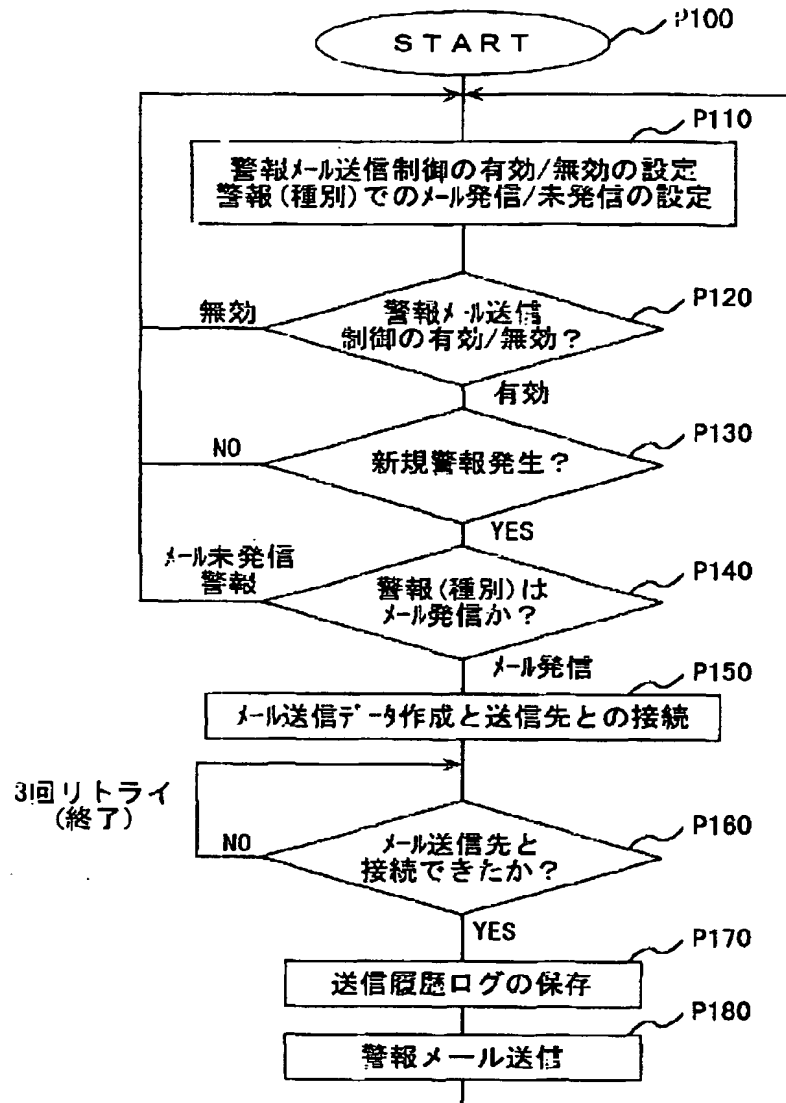 START
P100
P110
警報メール送信制御の有効/無効の設定
警報(種別)でのメール発信/未発信の設定
P120
無効
警報メール送信
制御の有効/無効?
有効
P130
NO
新規警報発生?
YES
メール未発信
警報
P140
警報(種別)は
メール発信か?
メール発信
P150
メール送信データ作成と送信先との接続
3回リトライ
(終了)
P160
NO
メール送信先と
接続できたか?
YES
P170
送信履歴ログの保存
P180
警報メール送信